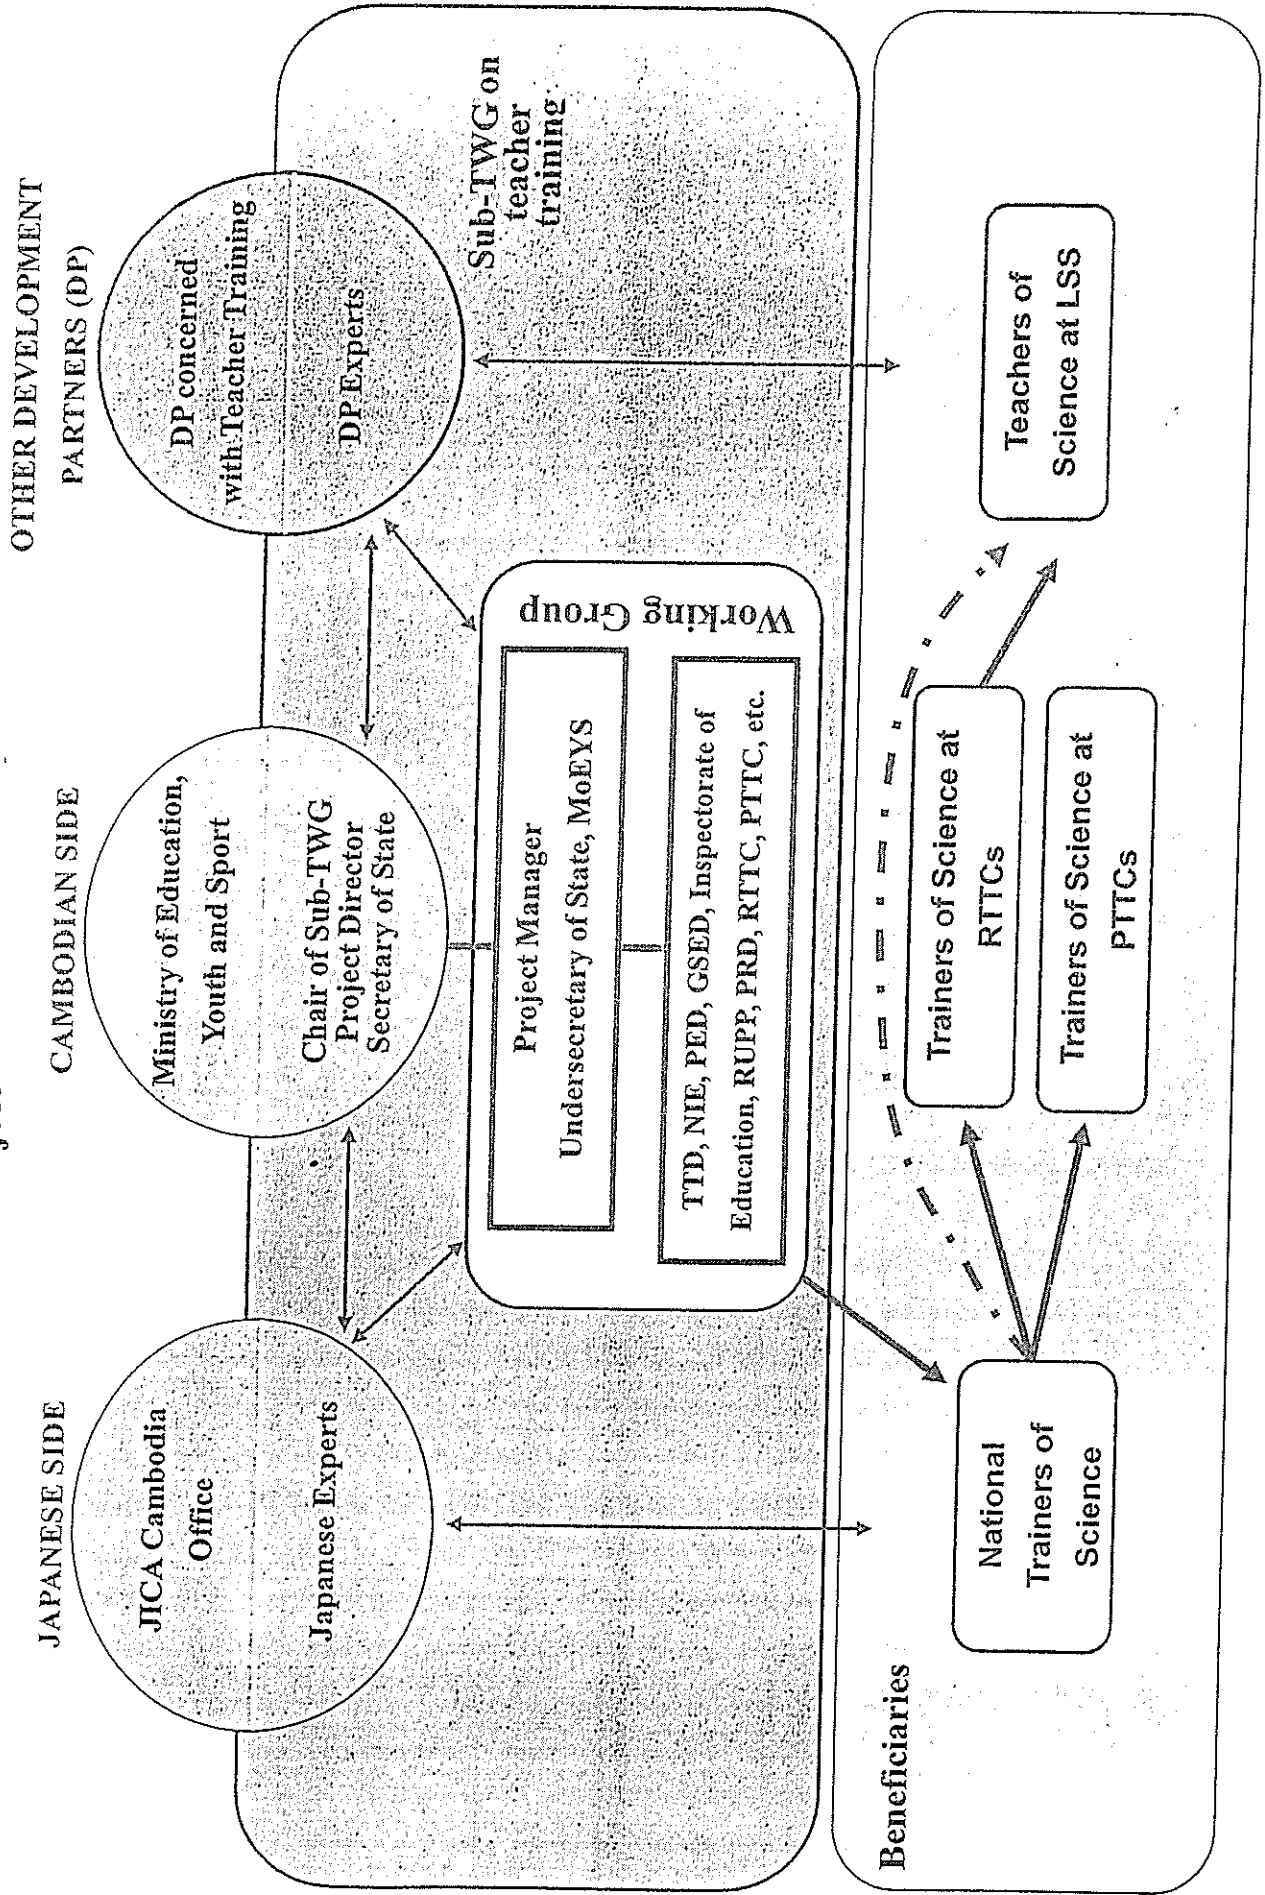 JAPANESE SIDE
CAMBODIAN SIDE
OTHER DEVELOPMENT
PARTNERS (DP)
JICA Cambodia
Office
Japanese Experts
Ministry of Education,
Youth and Sport
Chair of Sub-TWG
Project Director
Secretary of State
DP concerned
with Teacher Training
DP Experts
Sub-TWG on
teacher
training
Working Group
Project Manager
Undersecretary of State, MoEYS
TTD, NIE, PED, GSED, Inspectorate of
Education, RUPP, PRD, RTTC, PTTC, etc.
Beneficiaries
National
Trainers of
Science
Trainers of Science at
RTTCs
Trainers of Science at
PTTCs
Teachers of
Science at LSS